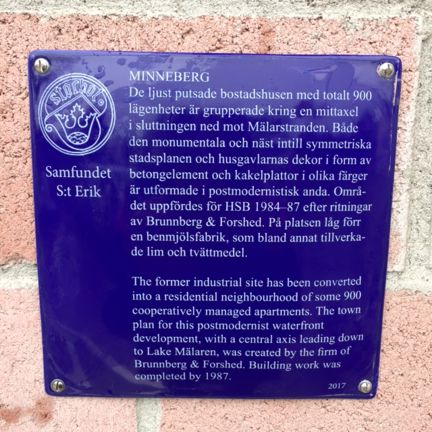 STOCKHOLM
Samfundet
S:t Erik
MINNEBERG
De ljust putsade bostadshusen med totalt 900
lägenheter är grupperade kring en mittaxel
i sluttningen ned mot Mälarstranden. Både
den monumentala och näst intill symmetriska
stadsplanen och husgavlarnas dekor i form av
betongelement och kakelplattor i olika färger
är utformade i postmodernistisk anda. Områ-
det uppfördes för HSB 1984–87 efter ritningar
av Brunnberg & Forshed. På platsen låg förr
en benmjölsfabrik, som bland annat tillverka-
de lim och tvättmedel.
The former industrial site has been converted
into a residential neighbourhood of some 900
cooperatively managed apartments. The town
plan for this postmodernist waterfront
development, with a central axis leading down
to Lake Mälaren, was created by the firm of
Brunnberg & Forshed. Building work was
completed by 1987.
2017